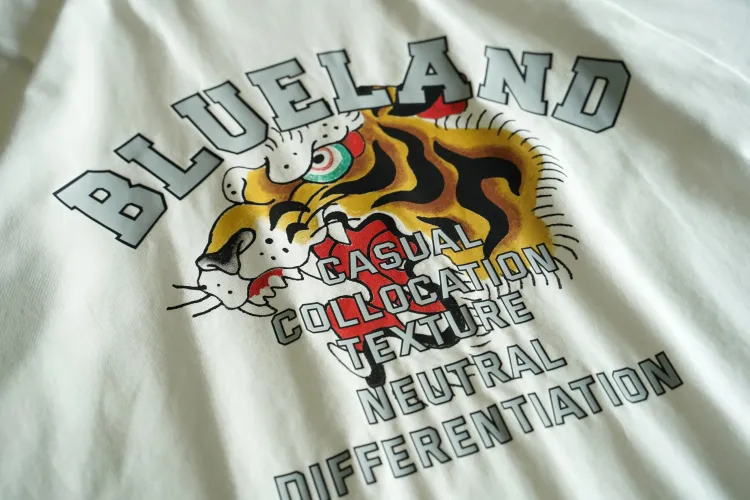 BLUELAND
CASUAL
COLLOCATION
TEXTURE
NEUTRAL
DIFFERENTIATION